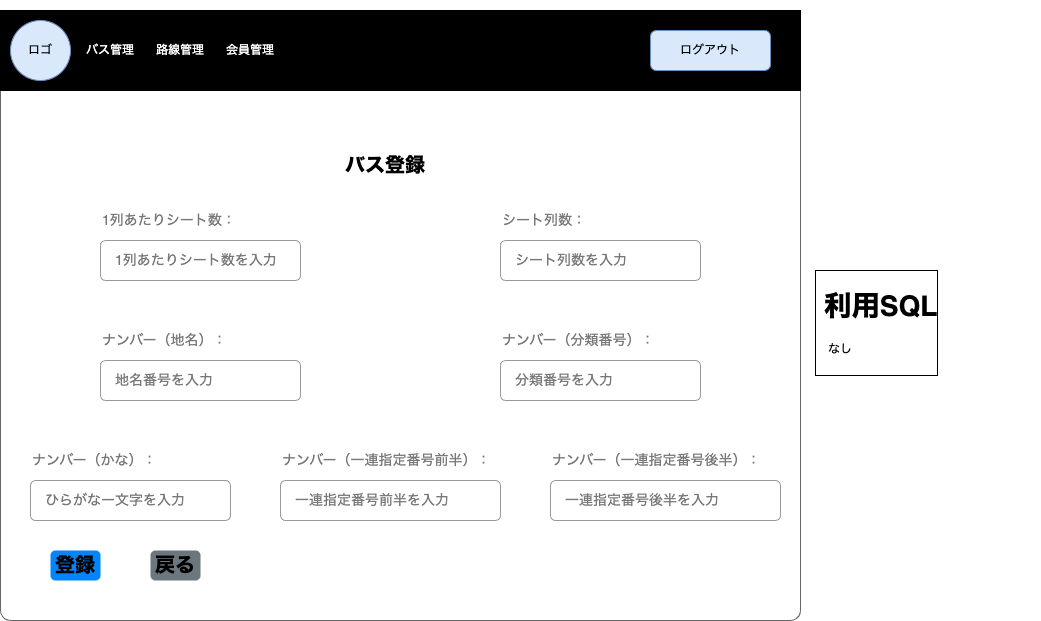 ロゴ バス管理 路線管理 会員管理 ログアウト
バス登録
1列あたりシート数： シート列数：
1列あたりシート数を入力 シート列数を入力
ナンバー（地名）： ナンバー（分類番号）：
地名番号を入力 分類番号を入力
ナンバー（かな）： ナンバー（一連指定番号前半）： ナンバー（一連指定番号後半）：
ひらがな一文字を入力 一連指定番号前半を入力 一連指定番号後半を入力
登録 戻る
利用SQL
なし